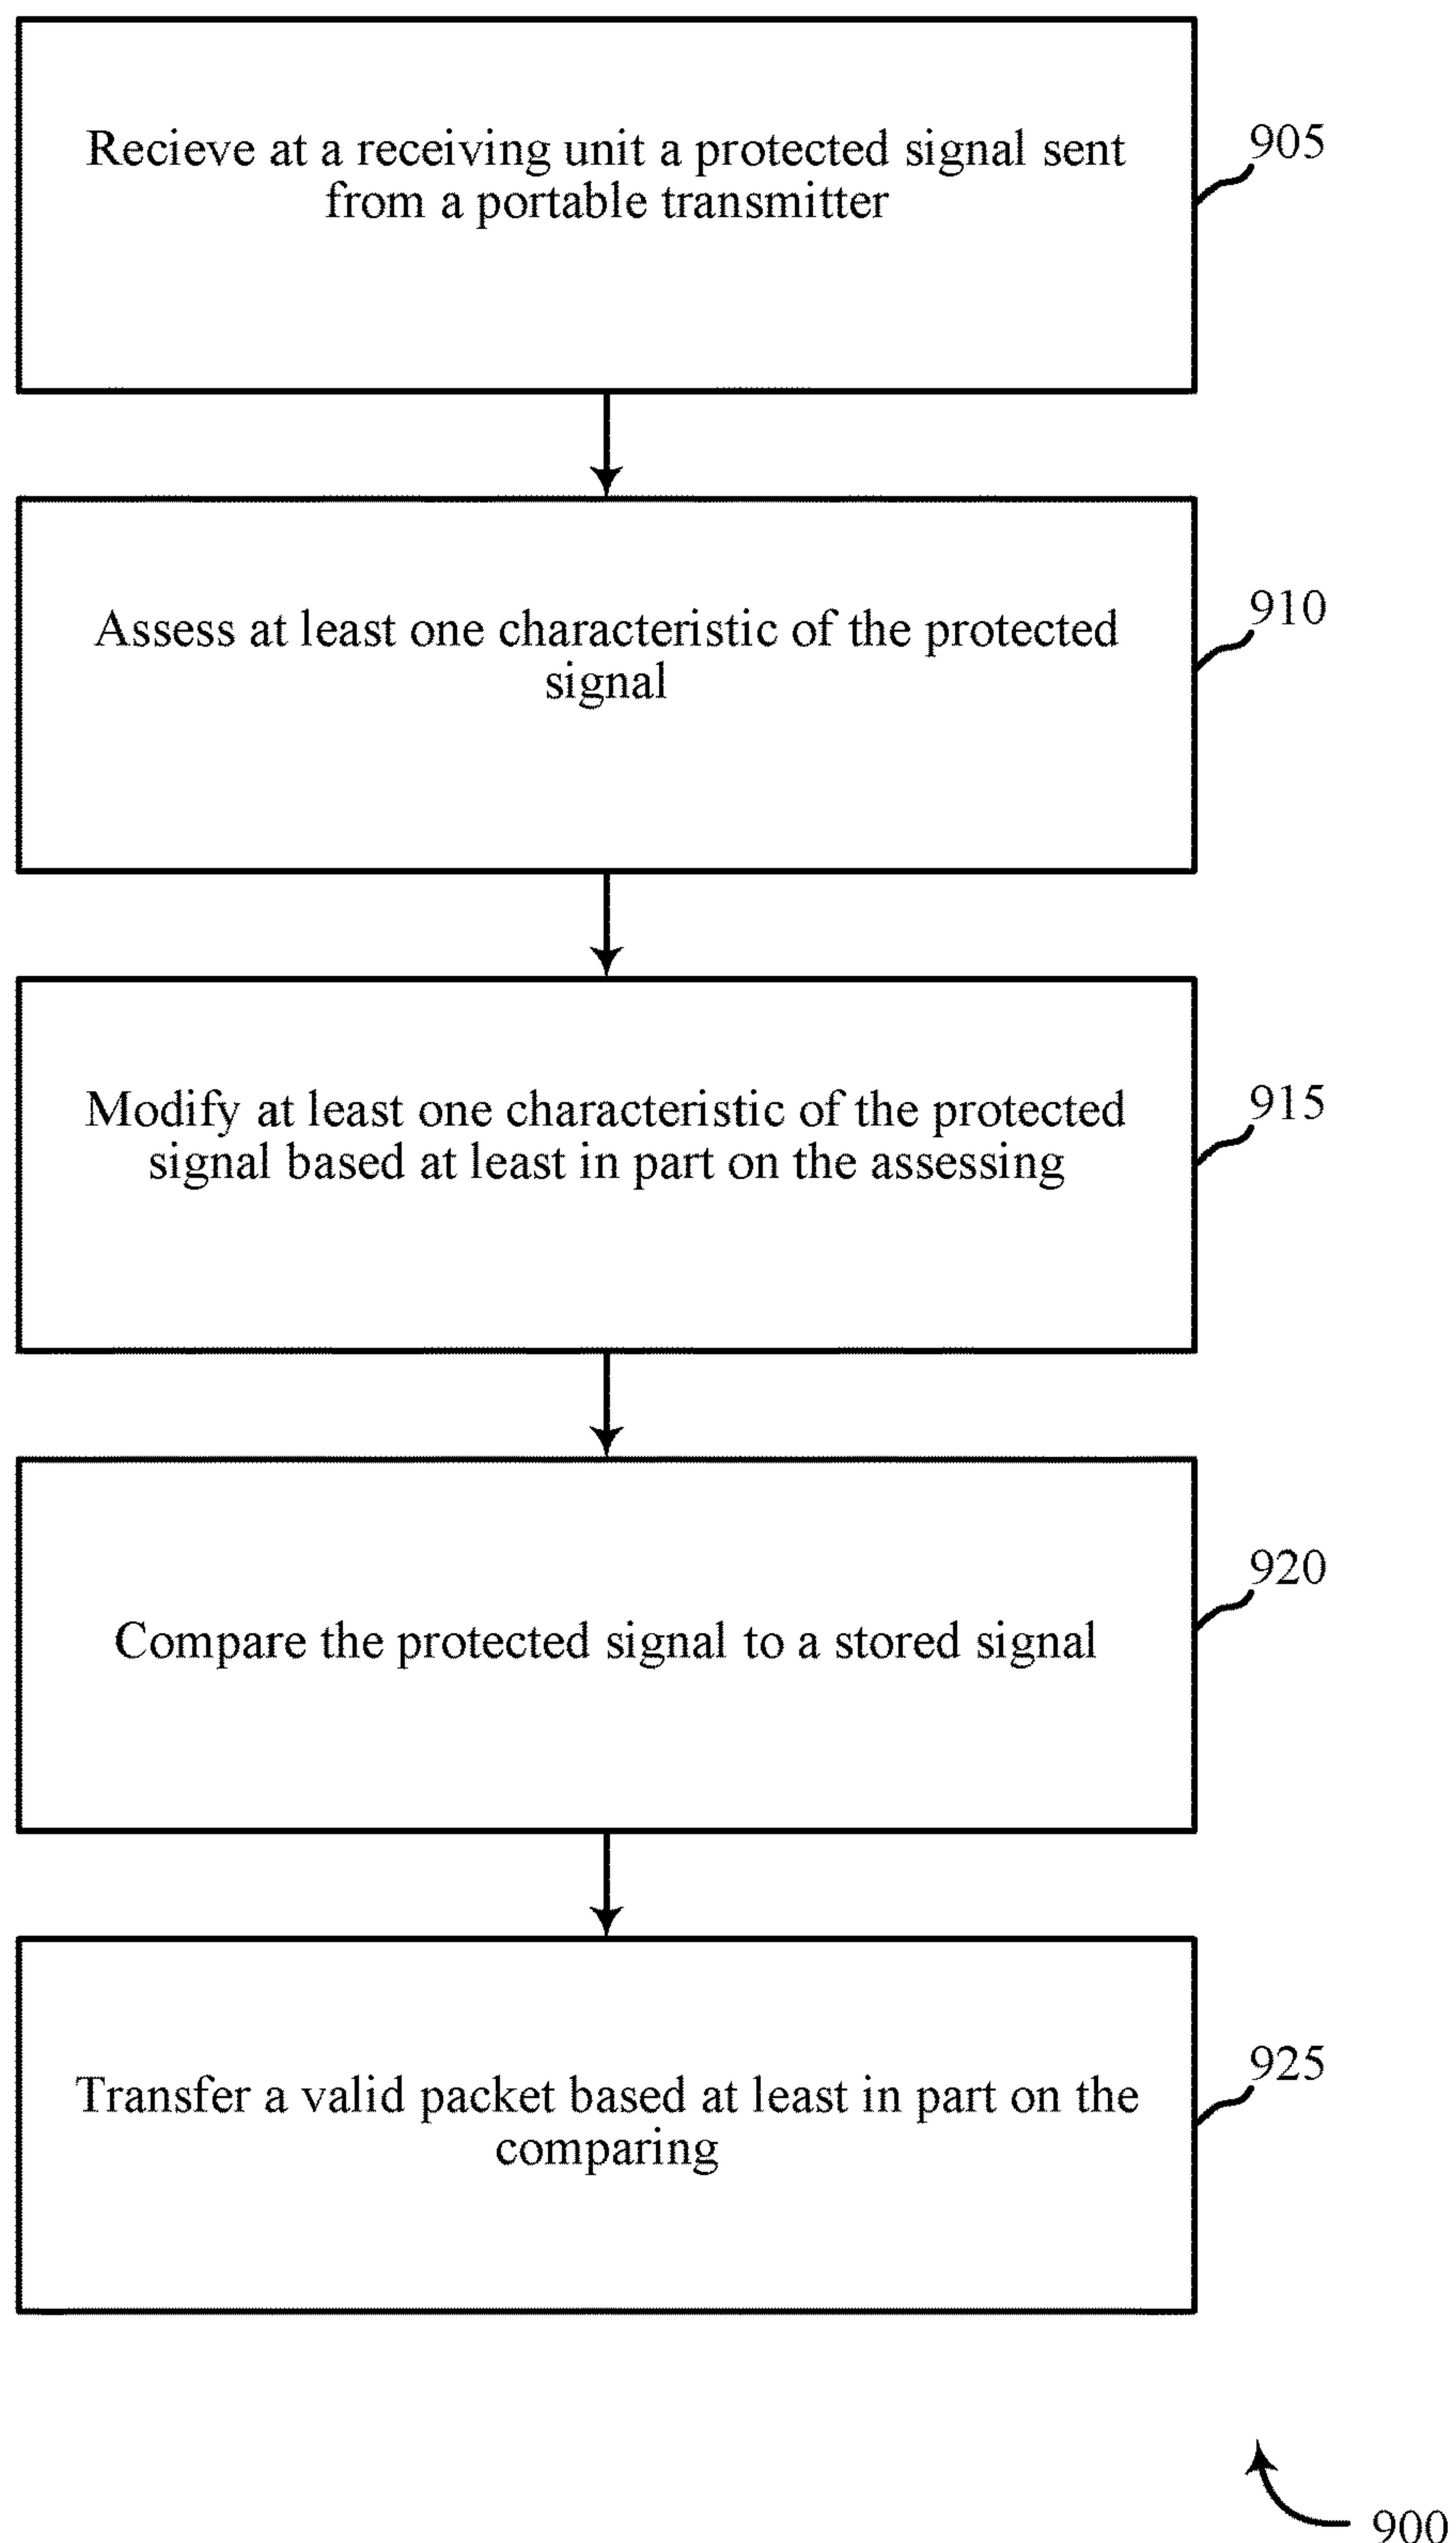 Recieve at a receiving unit a protected signal sent
from a portable transmitter
905
Assess at least one characteristic of the protected
signal
910
Modify at least one characteristic of the protected
signal based at least in part on the assessing
915
Compare the protected signal to a stored signal
920
Transfer a valid packet based at least in part on the
comparing
925
900